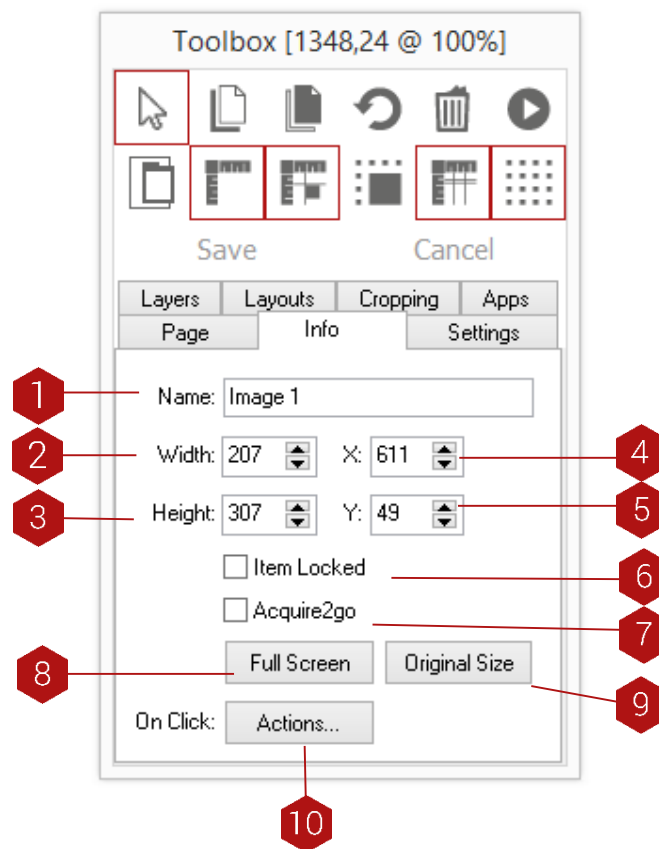 Toolbox [1348,24 @ 100%]
Save Cancel
Layers Layouts Cropping Apps
Page Info Settings
1 Name: Image 1
2 Width: 207 X: 611 4
3 Height: 307 Y: 49 5
Item Locked 6
Acquire2go 7
8 Full Screen Original Size 9
On Click: Actions...
10